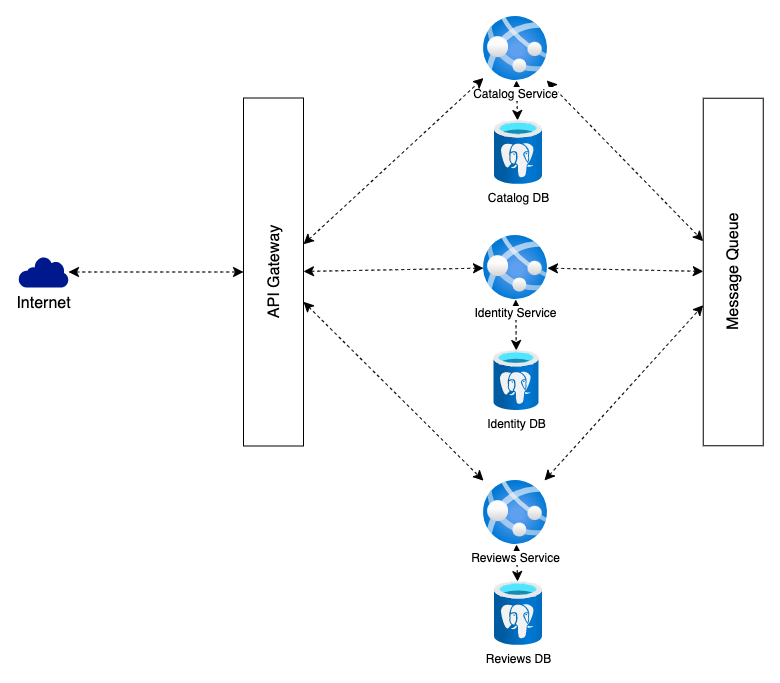 Catalog Service
Catalog DB
Internet
API Gateway
Identity Service
Identity DB
Message Queue
Reviews Service
Reviews DB